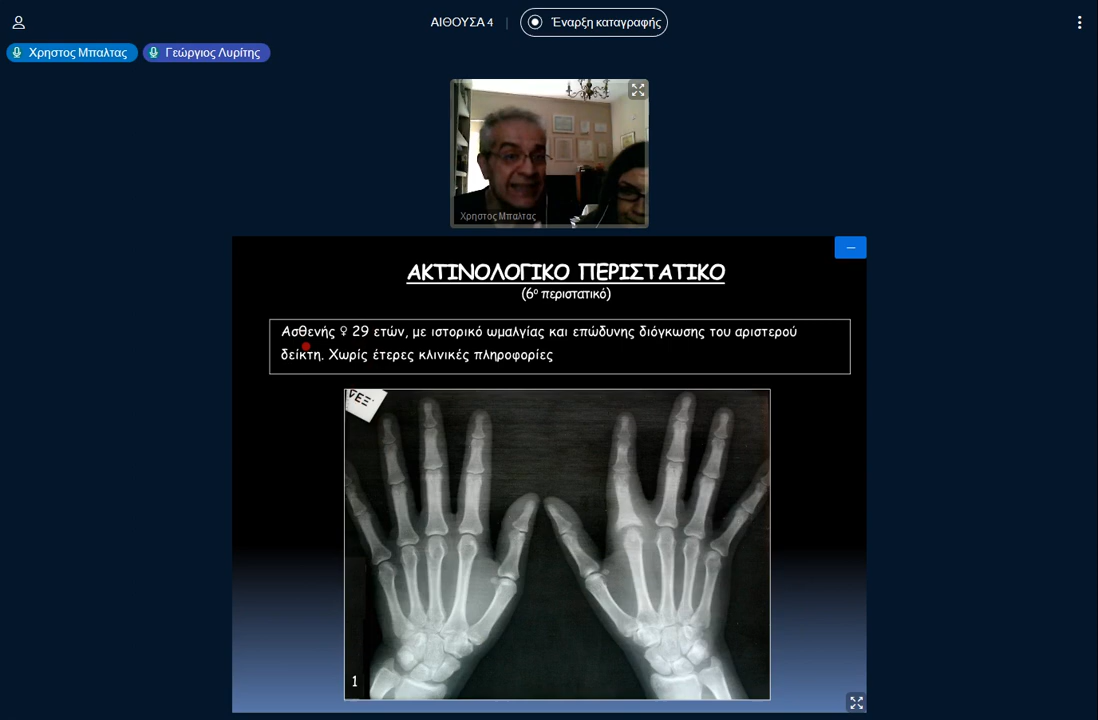 ΑΙΘΟΥΣΑ 4 | Έναρξη καταγραφής
Χρηστος Μπαλτας Γεώργιος Λυρίτης
Χρηστος Μπαλτας
ΑΚΤΙΝΟΛΟΓΙΚΟ ΠΕΡΙΣΤΑΤΙΚΟ
(6ο περιστατικό)
Ασθενής ♀ 29 ετών, με ιστορικό ωμαλγίας και επώδυνης διόγκωσης του αριστερού
δείκτη. Χωρίς έτερες κλινικές πληροφορίες
ΔΕΞ.
1